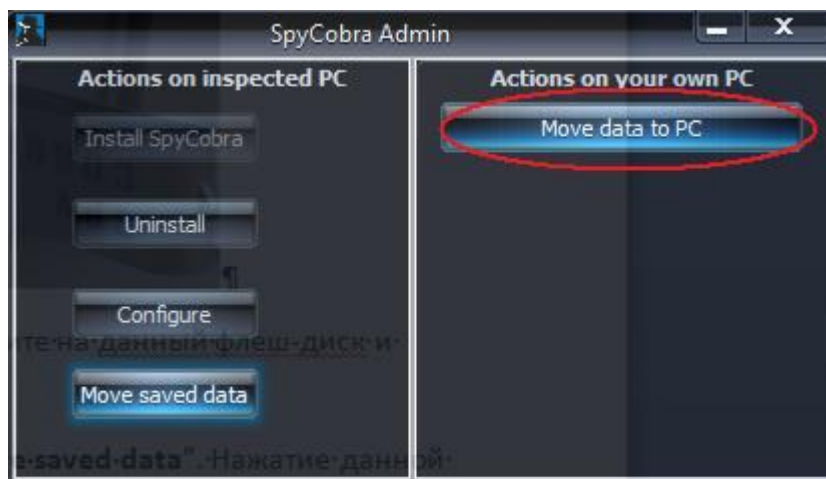 SpyCobra Admin
Actions on inspected PC
Install SpyCobra
Uninstall
Configure
ите на данный флеш-диск и
Move saved data
e saved data". Нажатие данной
Actions on your own PC
Move data to PC